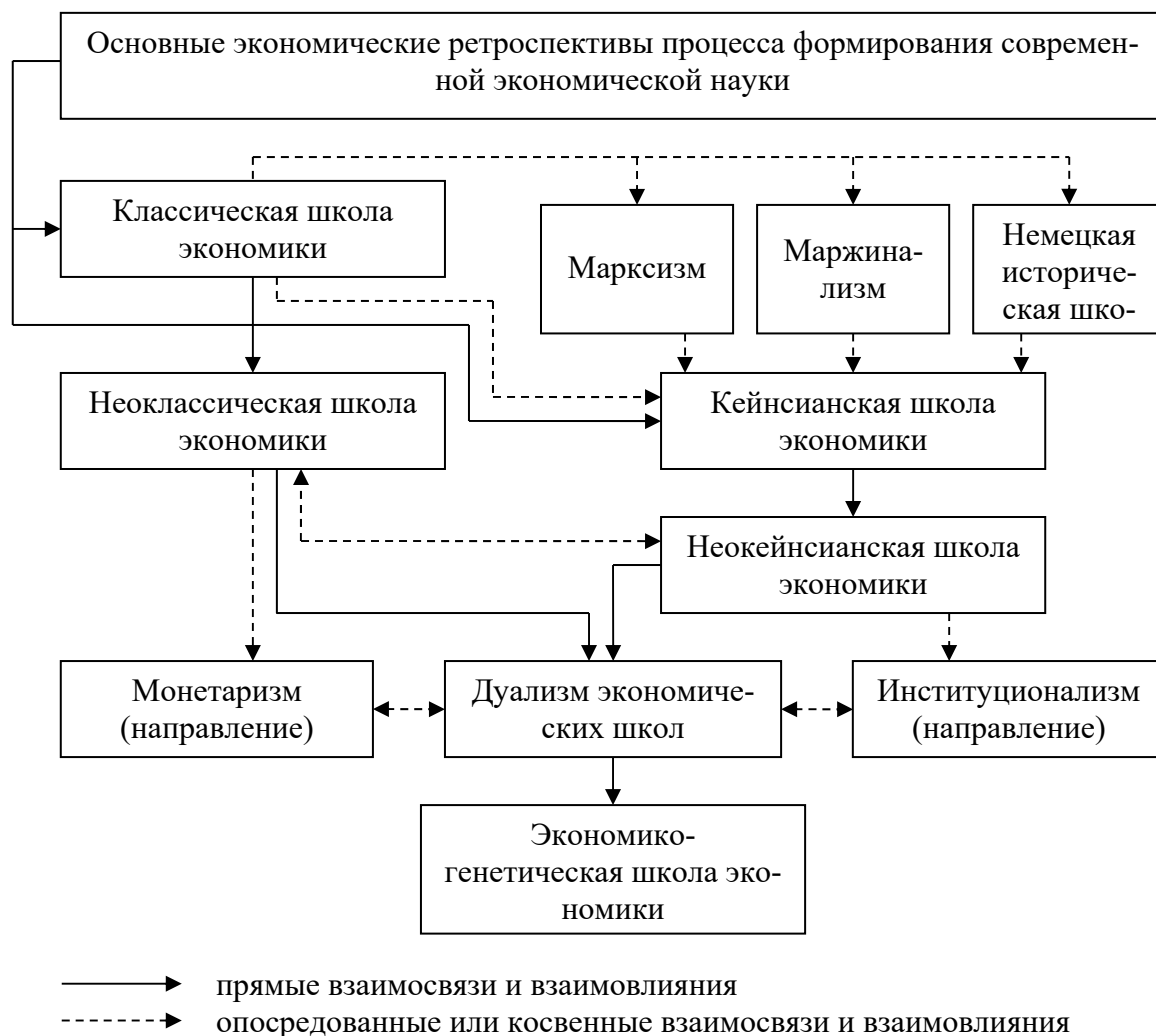 Основные экономические ретроспективы процесса формирования современ-
ной экономической науки
Классическая школа
экономики
Марксизм
Маржина-
лизм
Немецкая
историче-
ская шко-
Неоклассическая школа
экономики
Кейнсианская школа
экономики
Неокейнсианская школа
экономики
Монетаризм
(направление)
Дуализм экономиче-
ских школ
Институционализм
(направление)
Экономико-
генетическая школа эко-
номики
прямые взаимосвязи и взаимовлияния
опосредованные или косвенные взаимосвязи и взаимовлияния